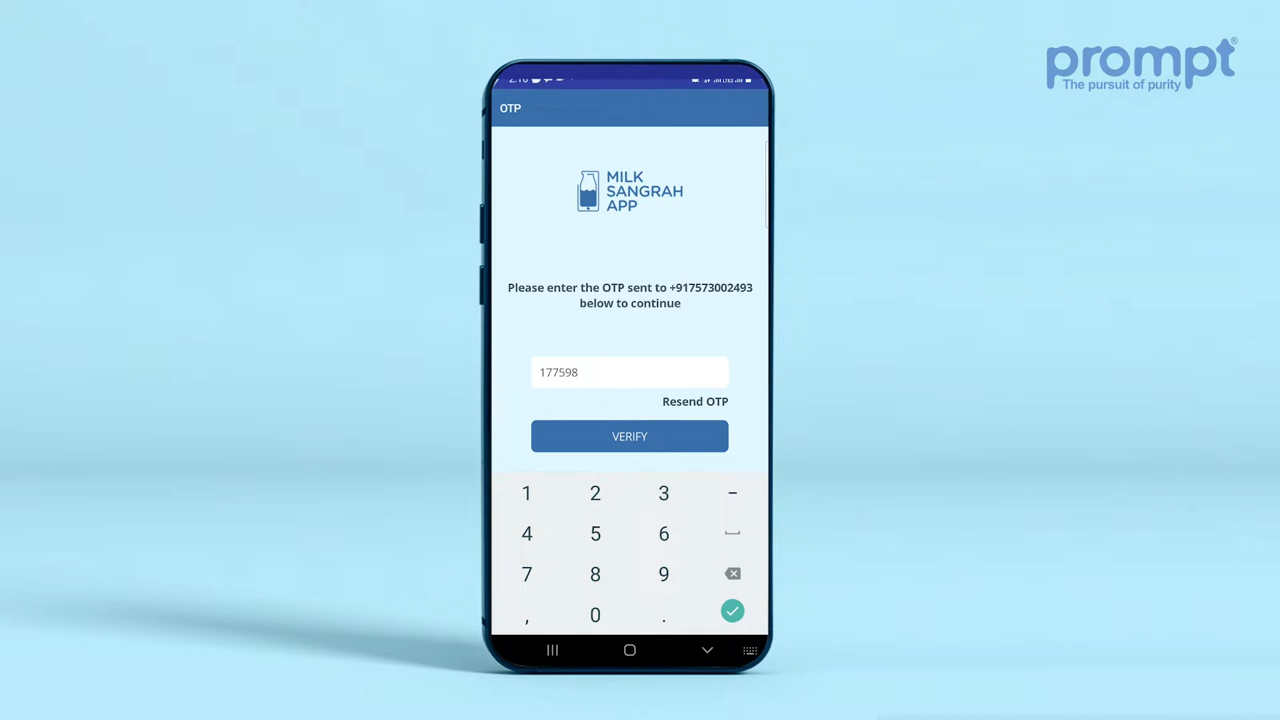 prompt®
The pursuit of purity
OTP
MILK
SANGRAH
APP
Please enter the OTP sent to +917573002493
below to continue
177598
Resend OTP
VERIFY
1 2 3 -
4 5 6
7 8 9
, 0 .